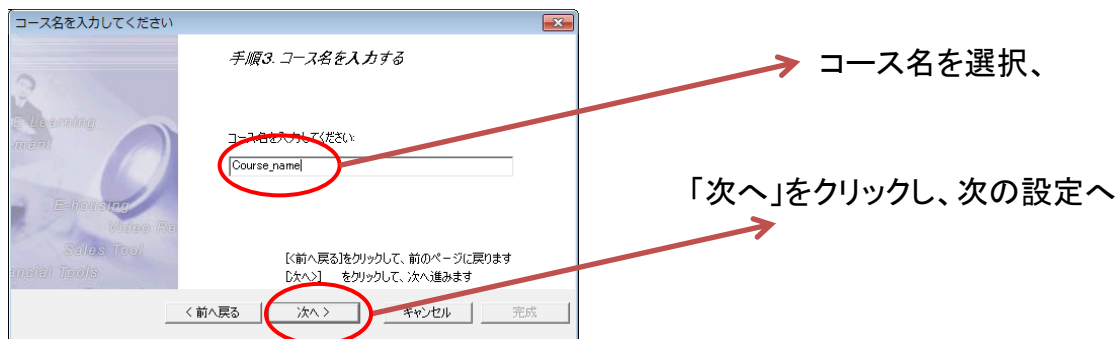 コース名を入力してください
手順3. コース名を入力する
コース名を選択、
E-Learning
コース名を入力してください:
Course_name
「次へ」をクリックし、次の設定へ
E-housing
Video Re
Sales Tool
ancial Tools
[<前へ戻る]をクリックして、前のページに戻ります
[次へ>] をクリックして、次へ進みます
< 前へ戻る 次へ > キャンセル 完成